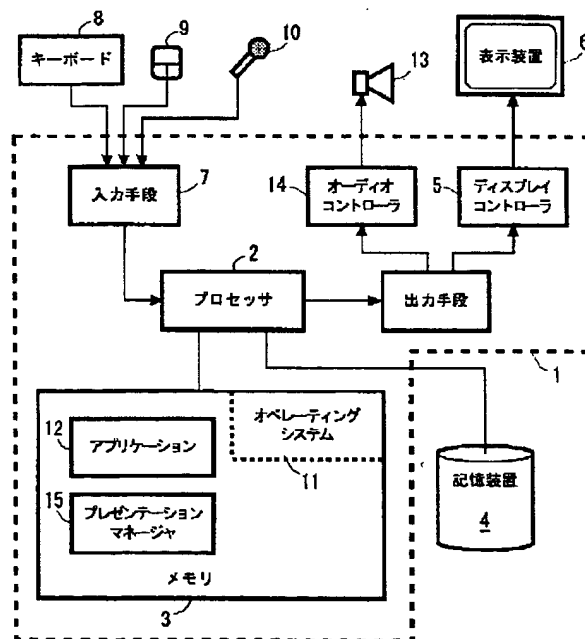 8
9
10
キーボード
13
表示装置
6
入力手段
7
14
オーディオ
コントローラ
5
ディスプレイ
コントローラ
2
プロセッサ
出力手段
1
オペレーティング
システム
11
12
アプリケーション
15
プレゼンテーション
マネージャ
メモリ
3
記憶装置
4